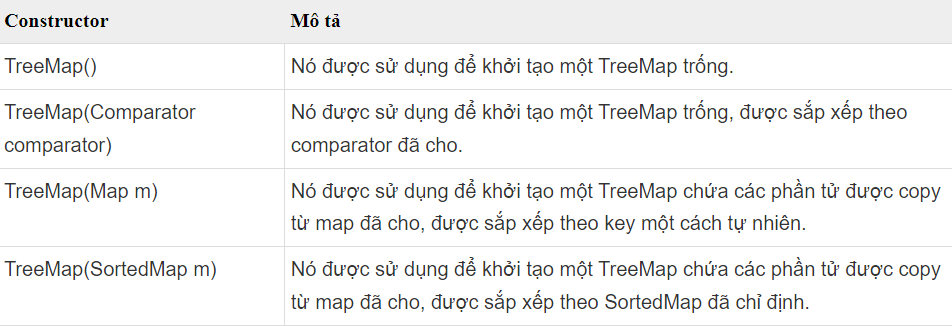 Constructor Mô tả
TreeMap() Nó được sử dụng để khởi tạo một TreeMap trống.
TreeMap(Comparator Nó được sử dụng để khởi tạo một TreeMap trống, được sắp xếp theo
comparator) comparator đã cho.
TreeMap(Map m) Nó được sử dụng để khởi tạo một TreeMap chứa các phần tử được copy
từ map đã cho, được sắp xếp theo key một cách tự nhiên.
TreeMap(SortedMap m) Nó được sử dụng để khởi tạo một TreeMap chứa các phần tử được copy
từ map đã cho, được sắp xếp theo SortedMap đã chỉ định.